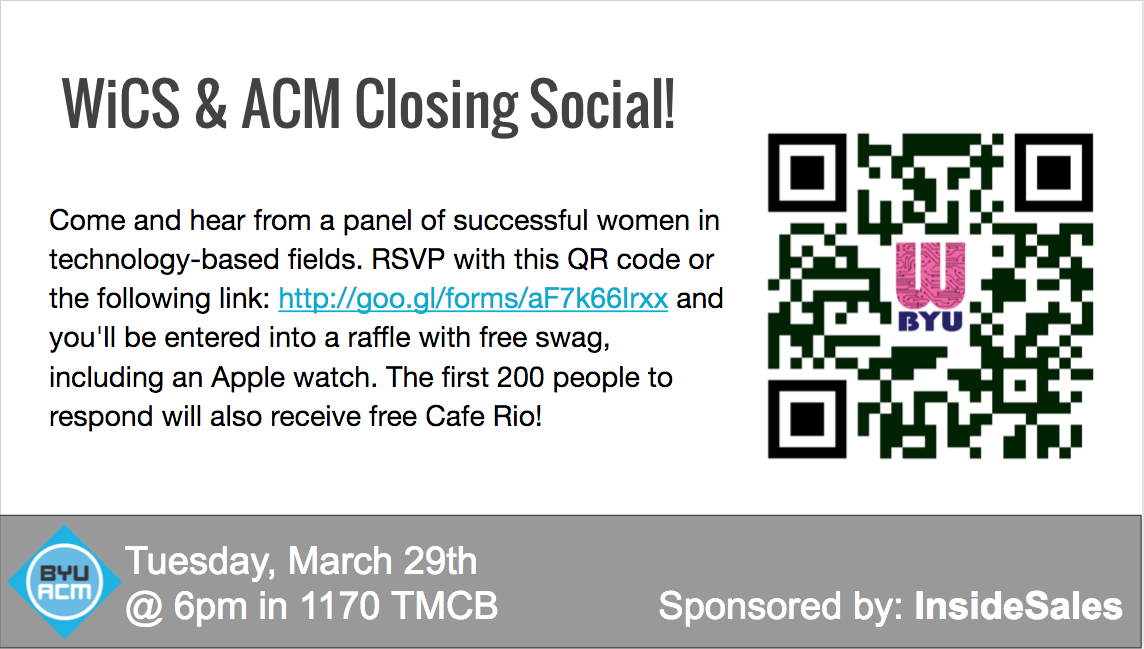 WiCS & ACM Closing Social!
Come and hear from a panel of successful women in
technology-based fields. RSVP with this QR code or
the following link: http://goo.gl/forms/aF7k66Irxx and
you'll be entered into a raffle with free swag,
including an Apple watch. The first 200 people to
respond will also receive free Cafe Rio!
W
BYU
BYU
ACM
Tuesday, March 29th
@ 6pm in 1170 TMCB
Sponsored by: InsideSales